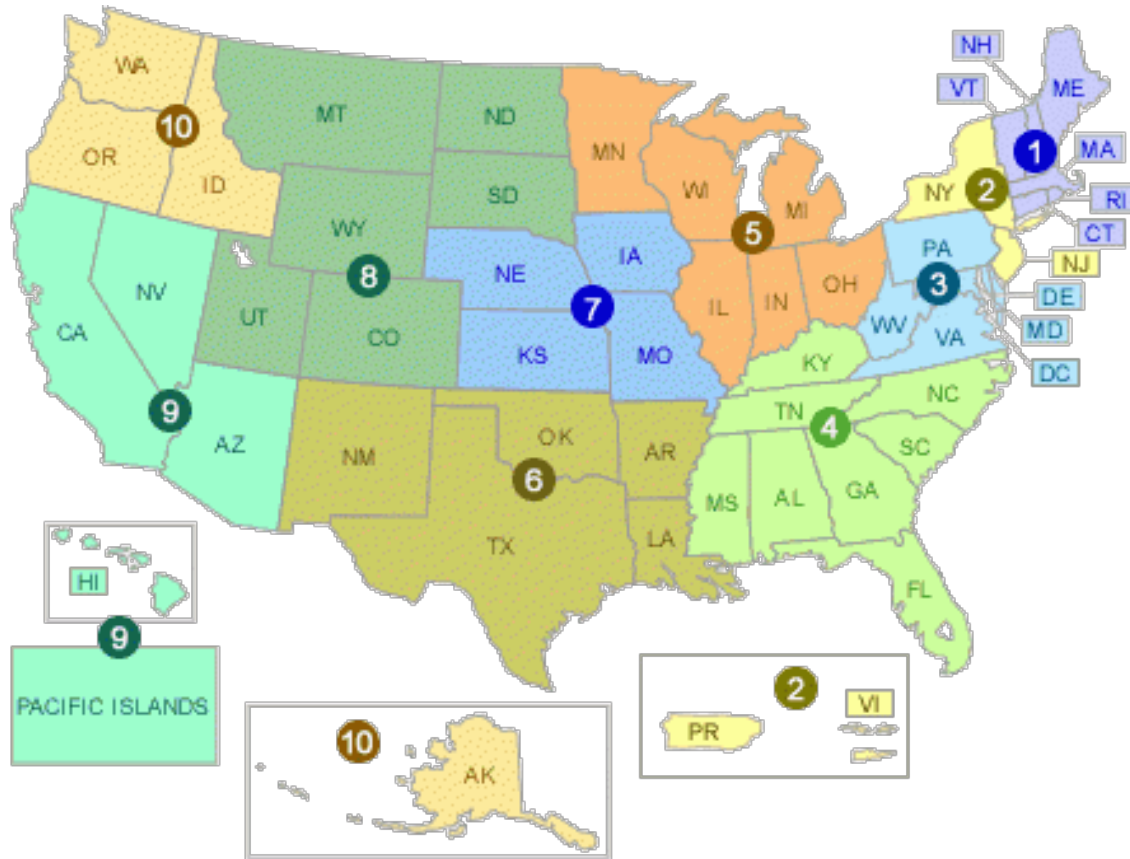 NH
WA
VT
ME
10
MT
ND
MN
1
MA
OR
ID
SD
WI
MI
NY
2
RI
WY
5
CT
8
NE
IA
PA
NJ
NV
3
DE
CA
UT
CO
7
IL
IN
OH
WV
VA
MD
KS
MO
KY
DC
9
TN
NC
AZ
4
NM
OK
AR
SC
6
MS
AL
GA
TX
LA
HI
FL
9
PACIFIC ISLANDS
2
VI
10
PR
AK